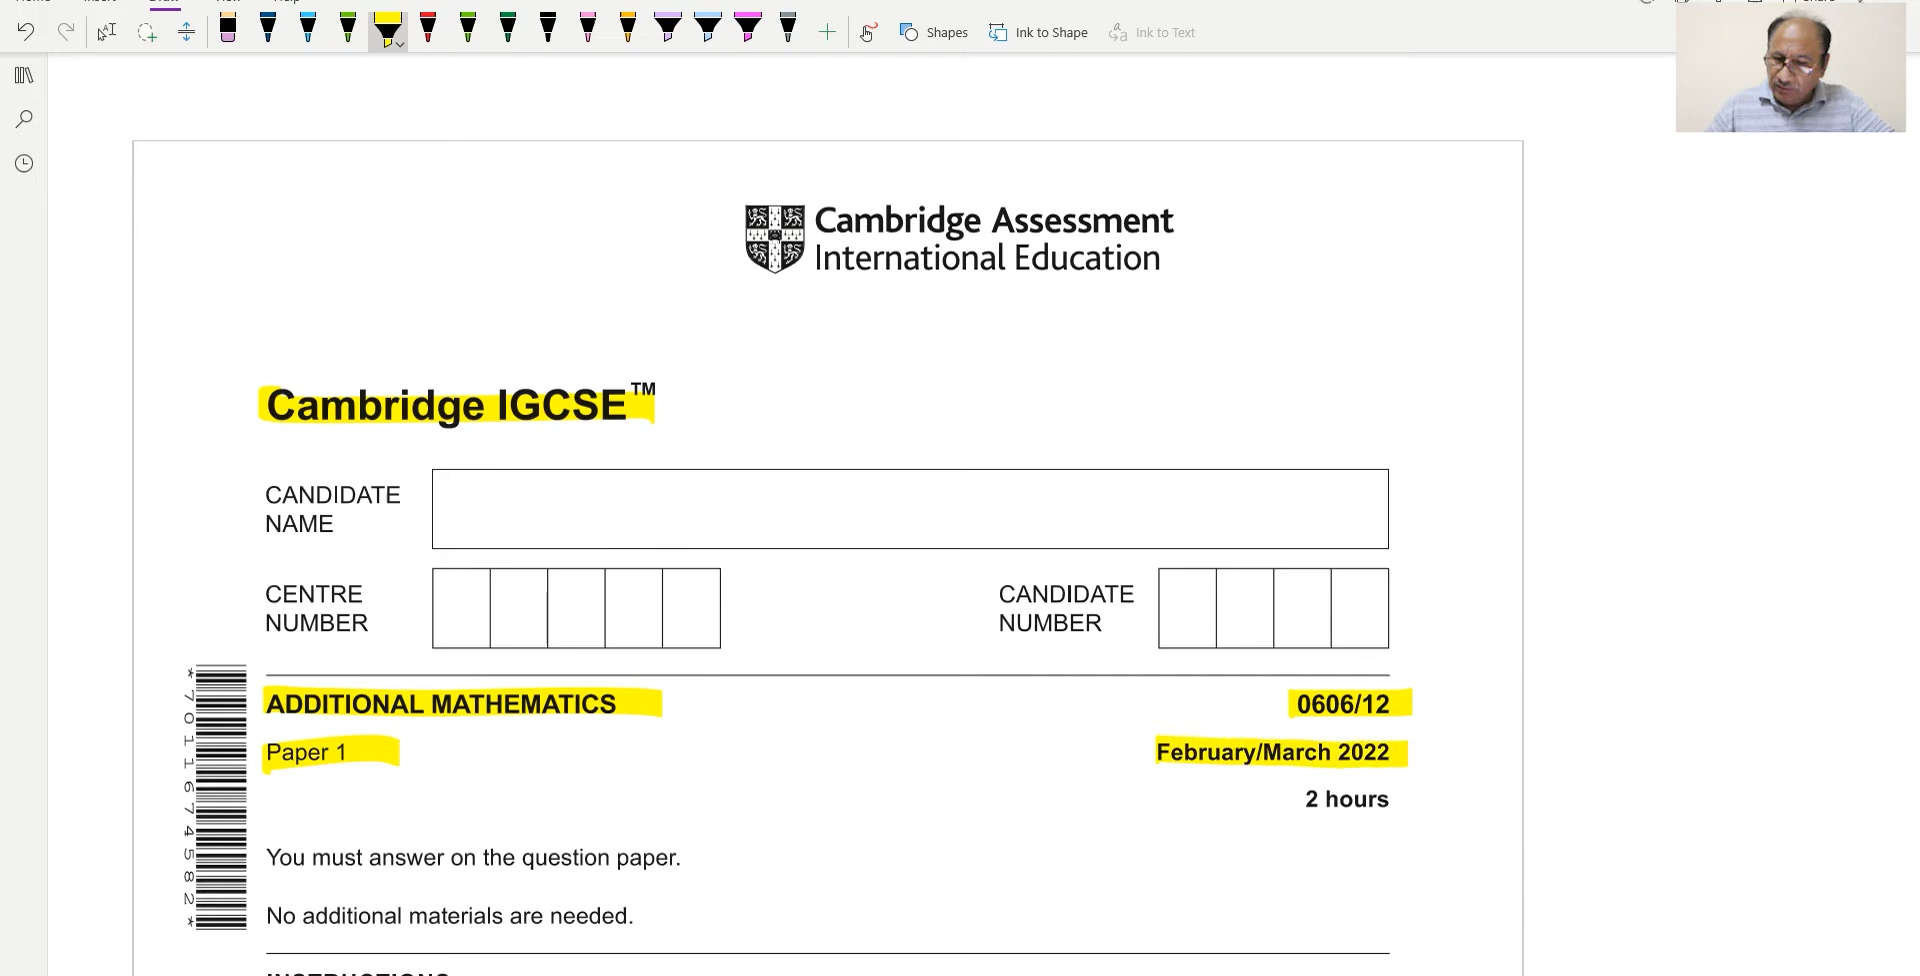 Shapes
Ink to Shape
Ink to Text
Cambridge Assessment
International Education
Cambridge IGCSE™
CANDIDATE
NAME
CENTRE
NUMBER
CANDIDATE
NUMBER
ADDITIONAL MATHEMATICS
0606/12
Paper 1
February/March 2022
2 hours
You must answer on the question paper.
No additional materials are needed.
*7011674582*